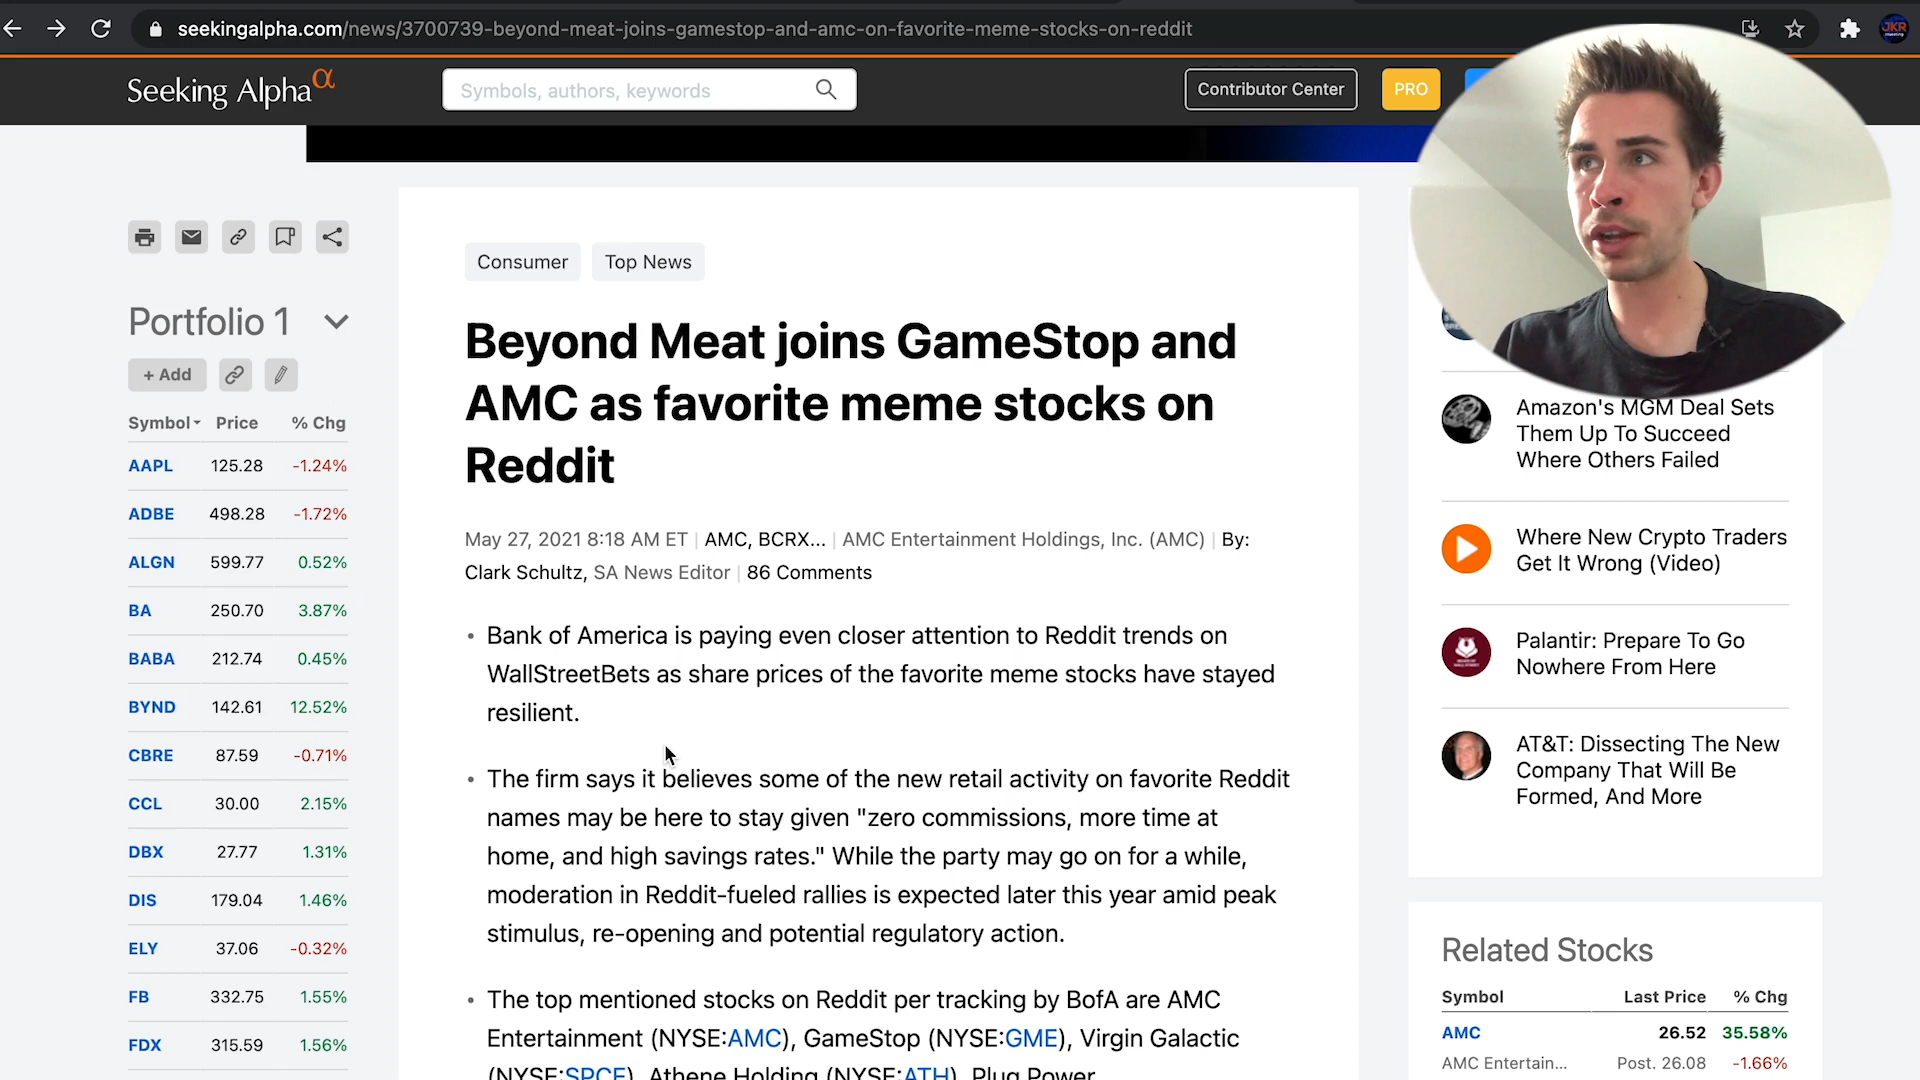 seekingalpha.com/news/3700739-beyond-meat-joins-gamestop-and-amc-on-favorite-meme-stocks-on-reddit
JKR
Seeking Alpha α
Symbols, authors, keywords
Contributor Center
PRO
Consumer
Top News
Portfolio 1
+ Add
Symbol Price % Chg
AAPL 125.28 -1.24%
ADBE 498.28 -1.72%
ALGN 599.77 0.52%
BA 250.70 3.87%
BABA 212.74 0.45%
BYND 142.61 12.52%
CBRE 87.59 -0.71%
CCL 30.00 2.15%
DBX 27.77 1.31%
DIS 179.04 1.46%
ELY 37.06 -0.32%
FB 332.75 1.55%
FDX 315.59 1.56%
Beyond Meat joins GameStop and
AMC as favorite meme stocks on
Reddit
May 27, 2021 8:18 AM ET | AMC, BCRX... | AMC Entertainment Holdings, Inc. (AMC) | By:
Clark Schultz, SA News Editor | 86 Comments
• Bank of America is paying even closer attention to Reddit trends on
WallStreetBets as share prices of the favorite meme stocks have stayed
resilient.
• The firm says it believes some of the new retail activity on favorite Reddit
names may be here to stay given "zero commissions, more time at
home, and high savings rates." While the party may go on for a while,
moderation in Reddit-fueled rallies is expected later this year amid peak
stimulus, re-opening and potential regulatory action.
• The top mentioned stocks on Reddit per tracking by BofA are AMC
Entertainment (NYSE:AMC), GameStop (NYSE:GME), Virgin Galactic
(NYSE:SPCE), Athene Holding (NYSE:ATH), Plug Power
Amazon's MGM Deal Sets
Them Up To Succeed
Where Others Failed
Where New Crypto Traders
Get It Wrong (Video)
Palantir: Prepare To Go
Nowhere From Here
AT&T: Dissecting The New
Company That Will Be
Formed, And More
Related Stocks
Symbol Last Price % Chg
AMC 26.52 35.58%
AMC Entertain... Post. 26.08 -1.66%